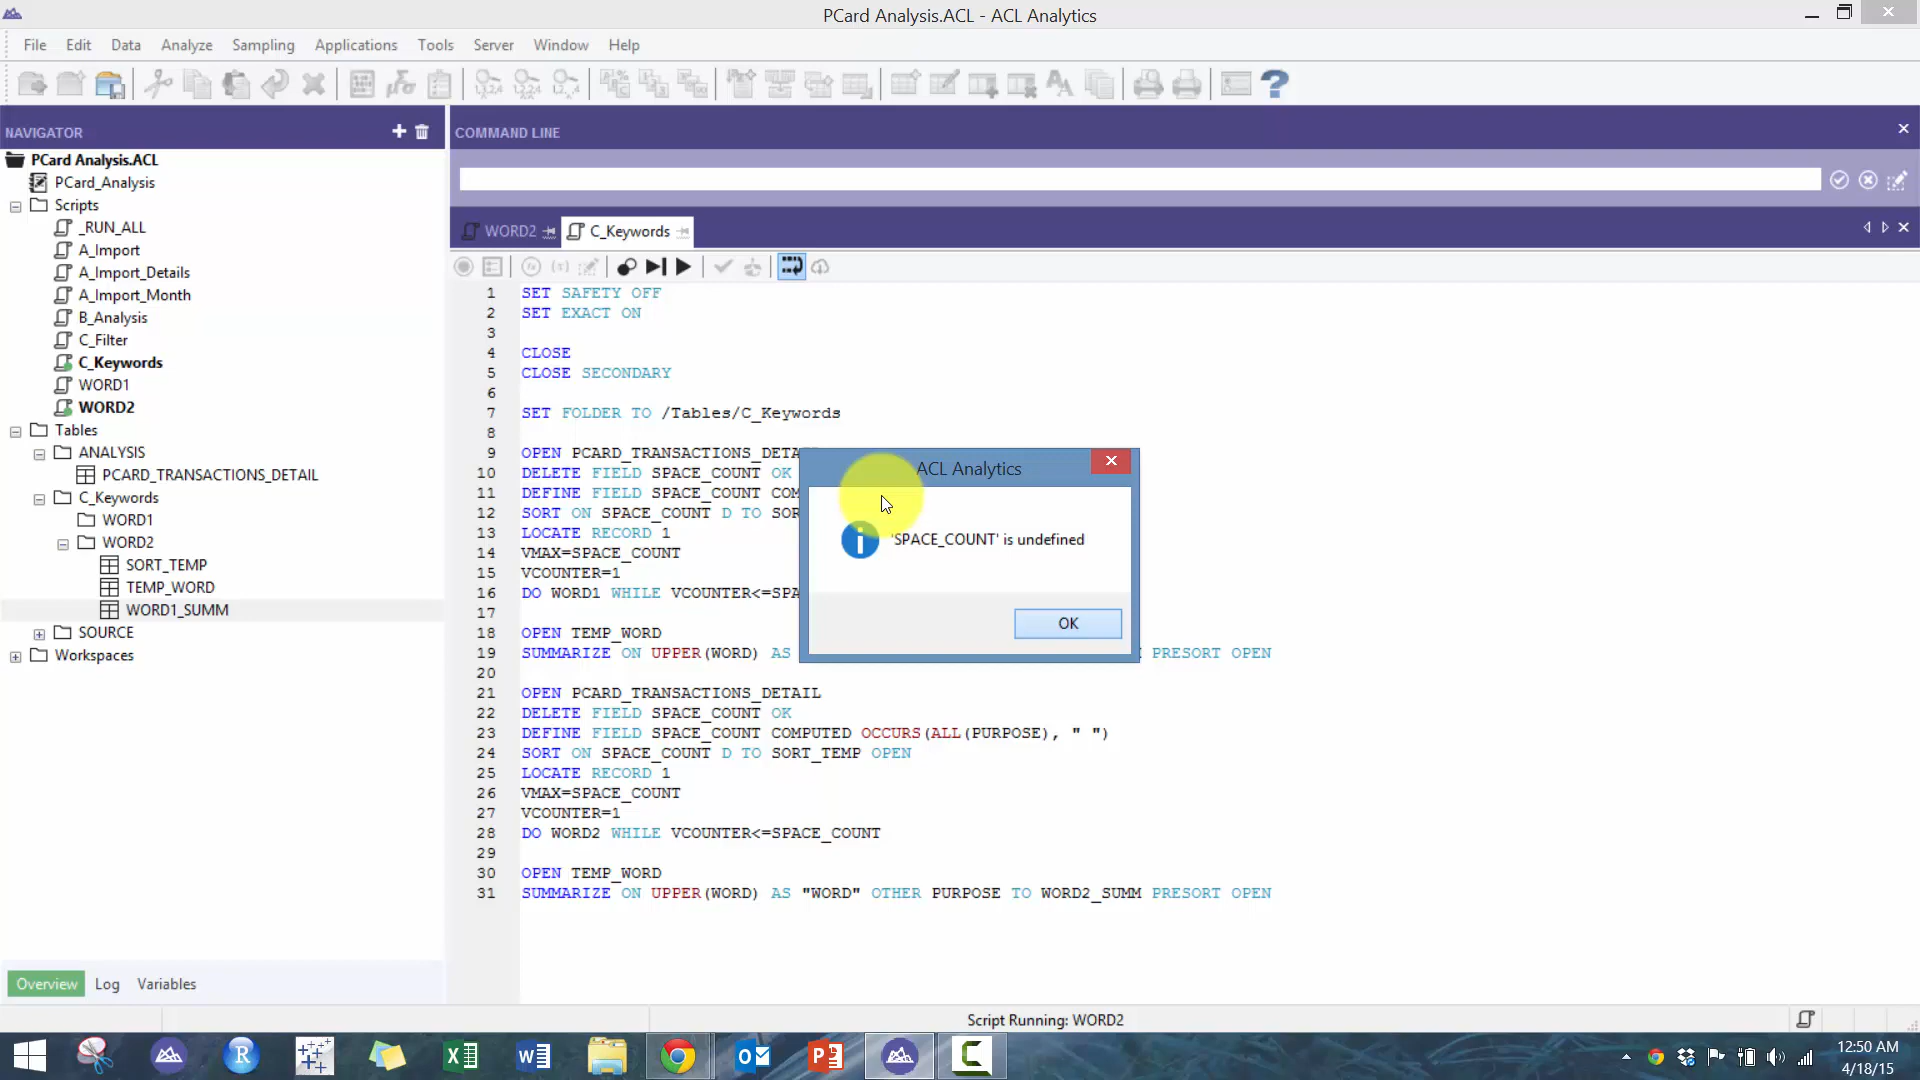 PCard Analysis.ACL - ACL Analytics
File Edit Data Analyze Sampling Applications Tools Server Window Help
NAVIGATOR
COMMAND LINE
PCard Analysis.ACL
PCard_Analysis
Scripts
_RUN_ALL
A_Import
A_Import_Details
A_Import_Month
B_Analysis
C_Filter
C_Keywords
WORD1
WORD2
Tables
ANALYSIS
PCARD_TRANSACTIONS_DETAIL
C_Keywords
WORD1
WORD2
SORT_TEMP
TEMP_WORD
WORD1_SUMM
SOURCE
Workspaces
Overview Log Variables
WORD2 C_Keywords
1 SET SAFETY OFF
2 SET EXACT ON
3
4 CLOSE
5 CLOSE SECONDARY
6
7 SET FOLDER TO /Tables/C_Keywords
8
9 OPEN PCARD_TRANSACTIONS_DETA
10 DELETE FIELD SPACE_COUNT OK
11 DEFINE FIELD SPACE_COUNT COM
12 SORT ON SPACE_COUNT D TO SOR
13 LOCATE RECORD 1
14 VMAX=SPACE_COUNT
15 VCOUNTER=1
16 DO WORD1 WHILE VCOUNTER<=SPA
17
18 OPEN TEMP_WORD
19 SUMMARIZE ON UPPER(WORD) AS PRESORT OPEN
20
21 OPEN PCARD_TRANSACTIONS_DETAIL
22 DELETE FIELD SPACE_COUNT OK
23 DEFINE FIELD SPACE_COUNT COMPUTED OCCURS(ALL(PURPOSE), " ")
24 SORT ON SPACE_COUNT D TO SORT_TEMP OPEN
25 LOCATE RECORD 1
26 VMAX=SPACE_COUNT
27 VCOUNTER=1
28 DO WORD2 WHILE VCOUNTER<=SPACE_COUNT
29
30 OPEN TEMP_WORD
31 SUMMARIZE ON UPPER(WORD) AS "WORD" OTHER PURPOSE TO WORD2_SUMM PRESORT OPEN
ACL Analytics
'SPACE_COUNT' is undefined
OK
Script Running: WORD2
12:50 AM
4/18/15